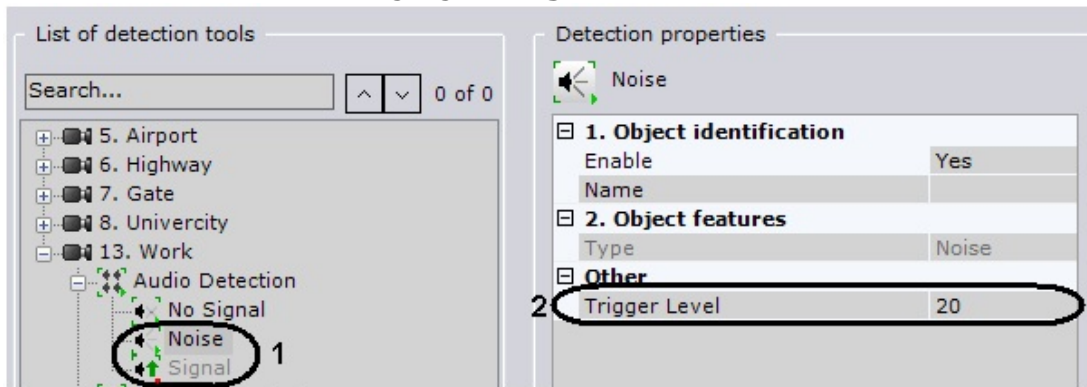 List of detection tools
Search...
0 of 0
5. Airport
6. Highway
7. Gate
8. Univercity
13. Work
Audio Detection
No Signal
Noise
Signal
1
Detection properties
Noise
1. Object identification
Enable Yes
Name
2. Object features
Type Noise
Other
2 Trigger Level 20